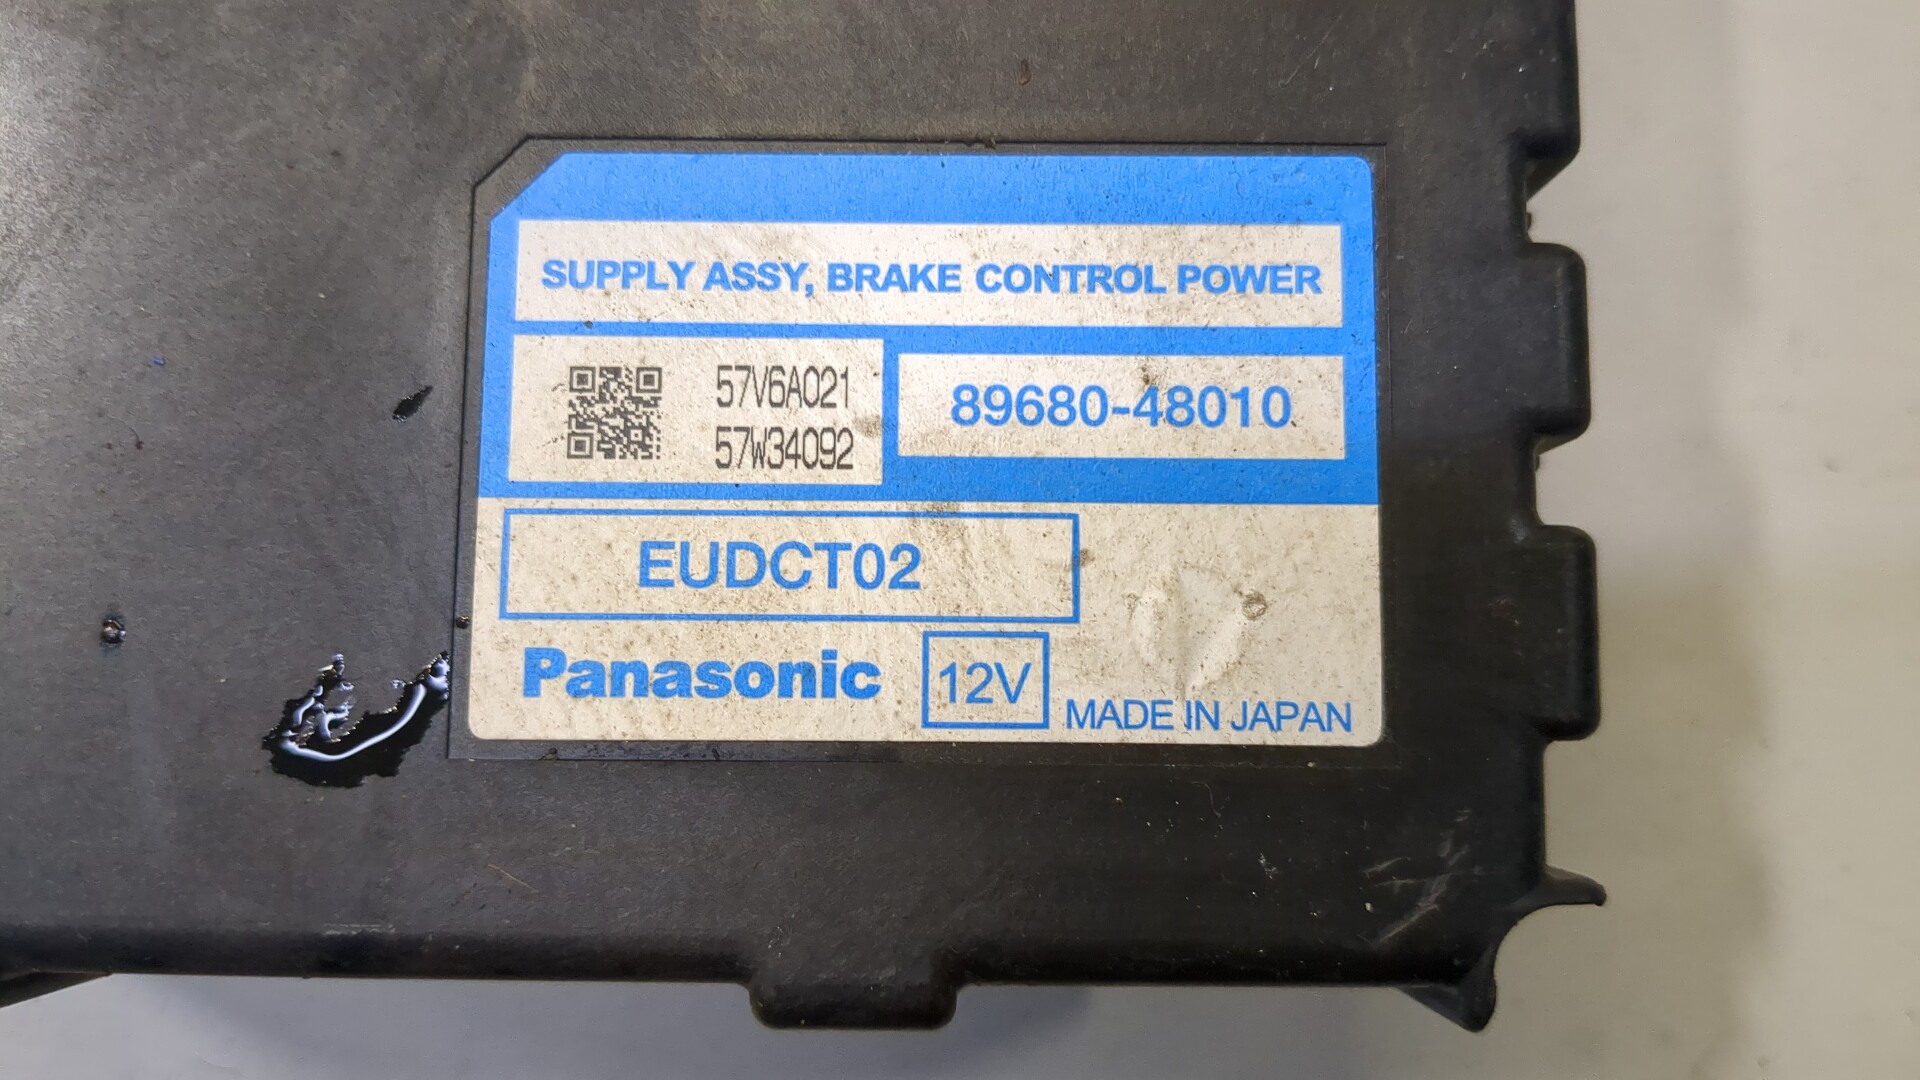 SUPPLY ASSY, BRAKE CONTROL POWER
57V6A021
57W34092
89680-48010
EUDCT02
Panasonic
12V
MADE IN JAPAN